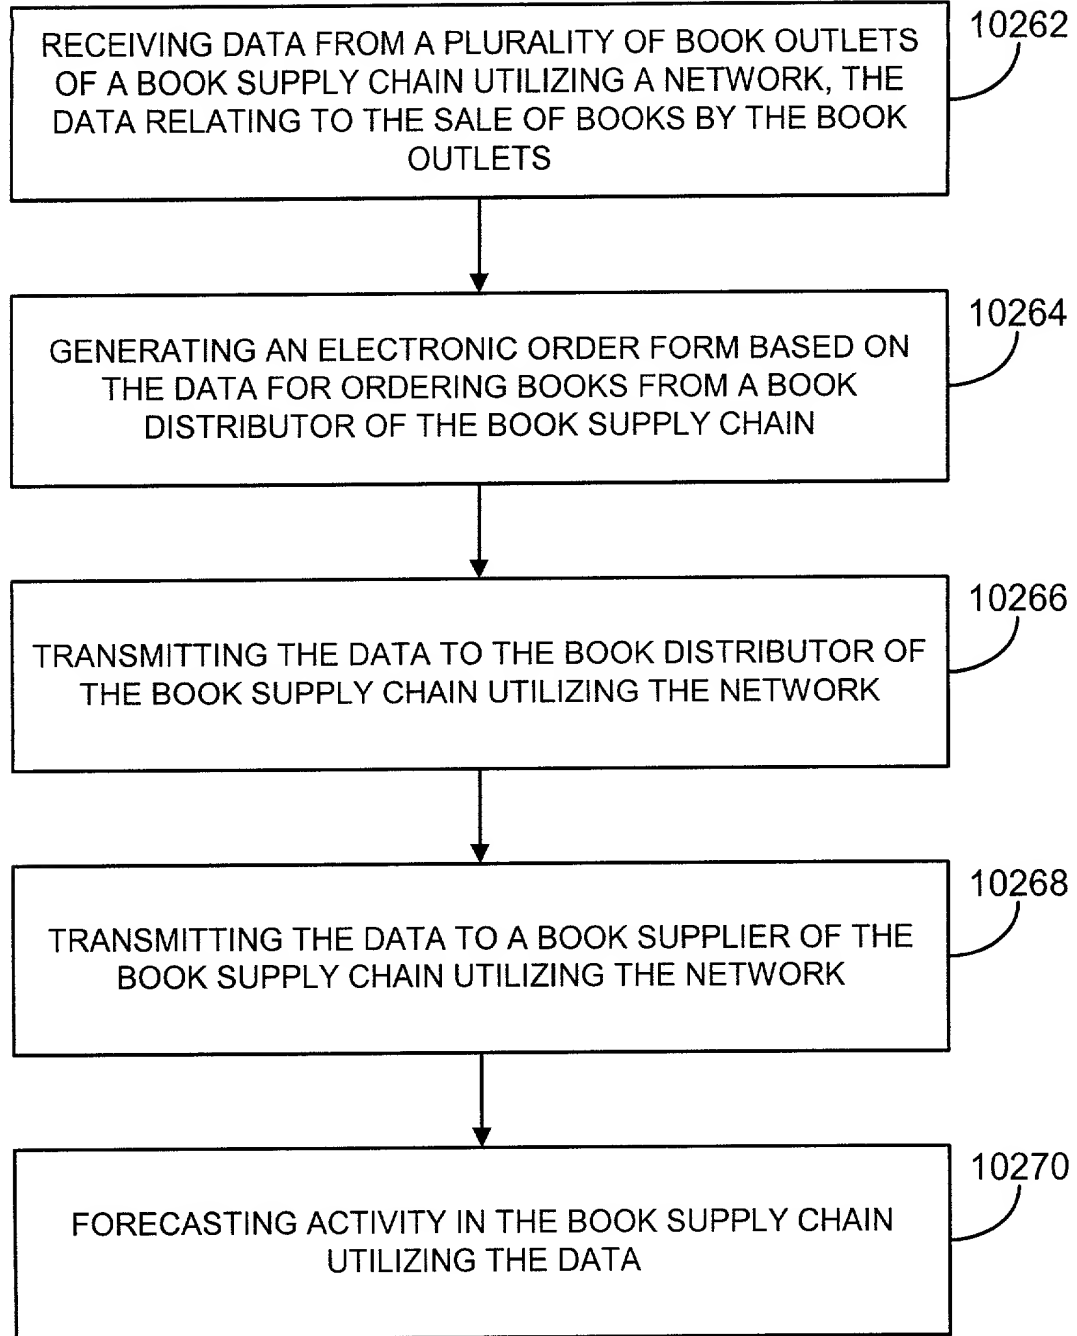 RECEIVING DATA FROM A PLURALITY OF BOOK OUTLETS
OF A BOOK SUPPLY CHAIN UTILIZING A NETWORK, THE
DATA RELATING TO THE SALE OF BOOKS BY THE BOOK
OUTLETS
10262
GENERATING AN ELECTRONIC ORDER FORM BASED ON
THE DATA FOR ORDERING BOOKS FROM A BOOK
DISTRIBUTOR OF THE BOOK SUPPLY CHAIN
10264
TRANSMITTING THE DATA TO THE BOOK DISTRIBUTOR OF
THE BOOK SUPPLY CHAIN UTILIZING THE NETWORK
10266
TRANSMITTING THE DATA TO A BOOK SUPPLIER OF THE
BOOK SUPPLY CHAIN UTILIZING THE NETWORK
10268
FORECASTING ACTIVITY IN THE BOOK SUPPLY CHAIN
UTILIZING THE DATA
10270